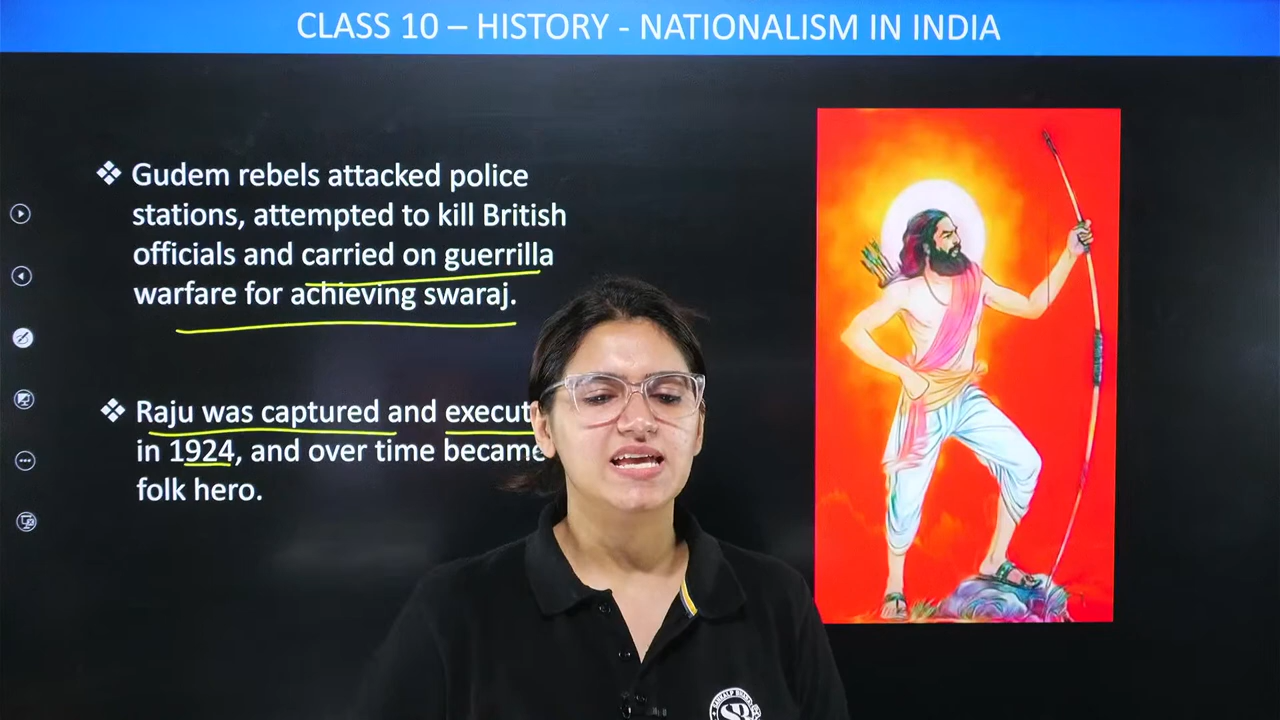 CLASS 10 – HISTORY - NATIONALISM IN INDIA
❖ Gudem rebels attacked police
stations, attempted to kill British
officials and carried on guerrilla
warfare for achieving swaraj.
❖ Raju was captured and execut
in 1924, and over time became
folk hero.